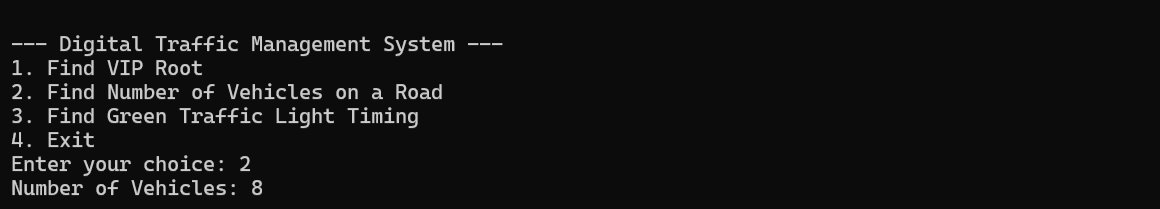 --- Digital Traffic Management System ---
1. Find VIP Root
2. Find Number of Vehicles on a Road
3. Find Green Traffic Light Timing
4. Exit
Enter your choice: 2
Number of Vehicles: 8